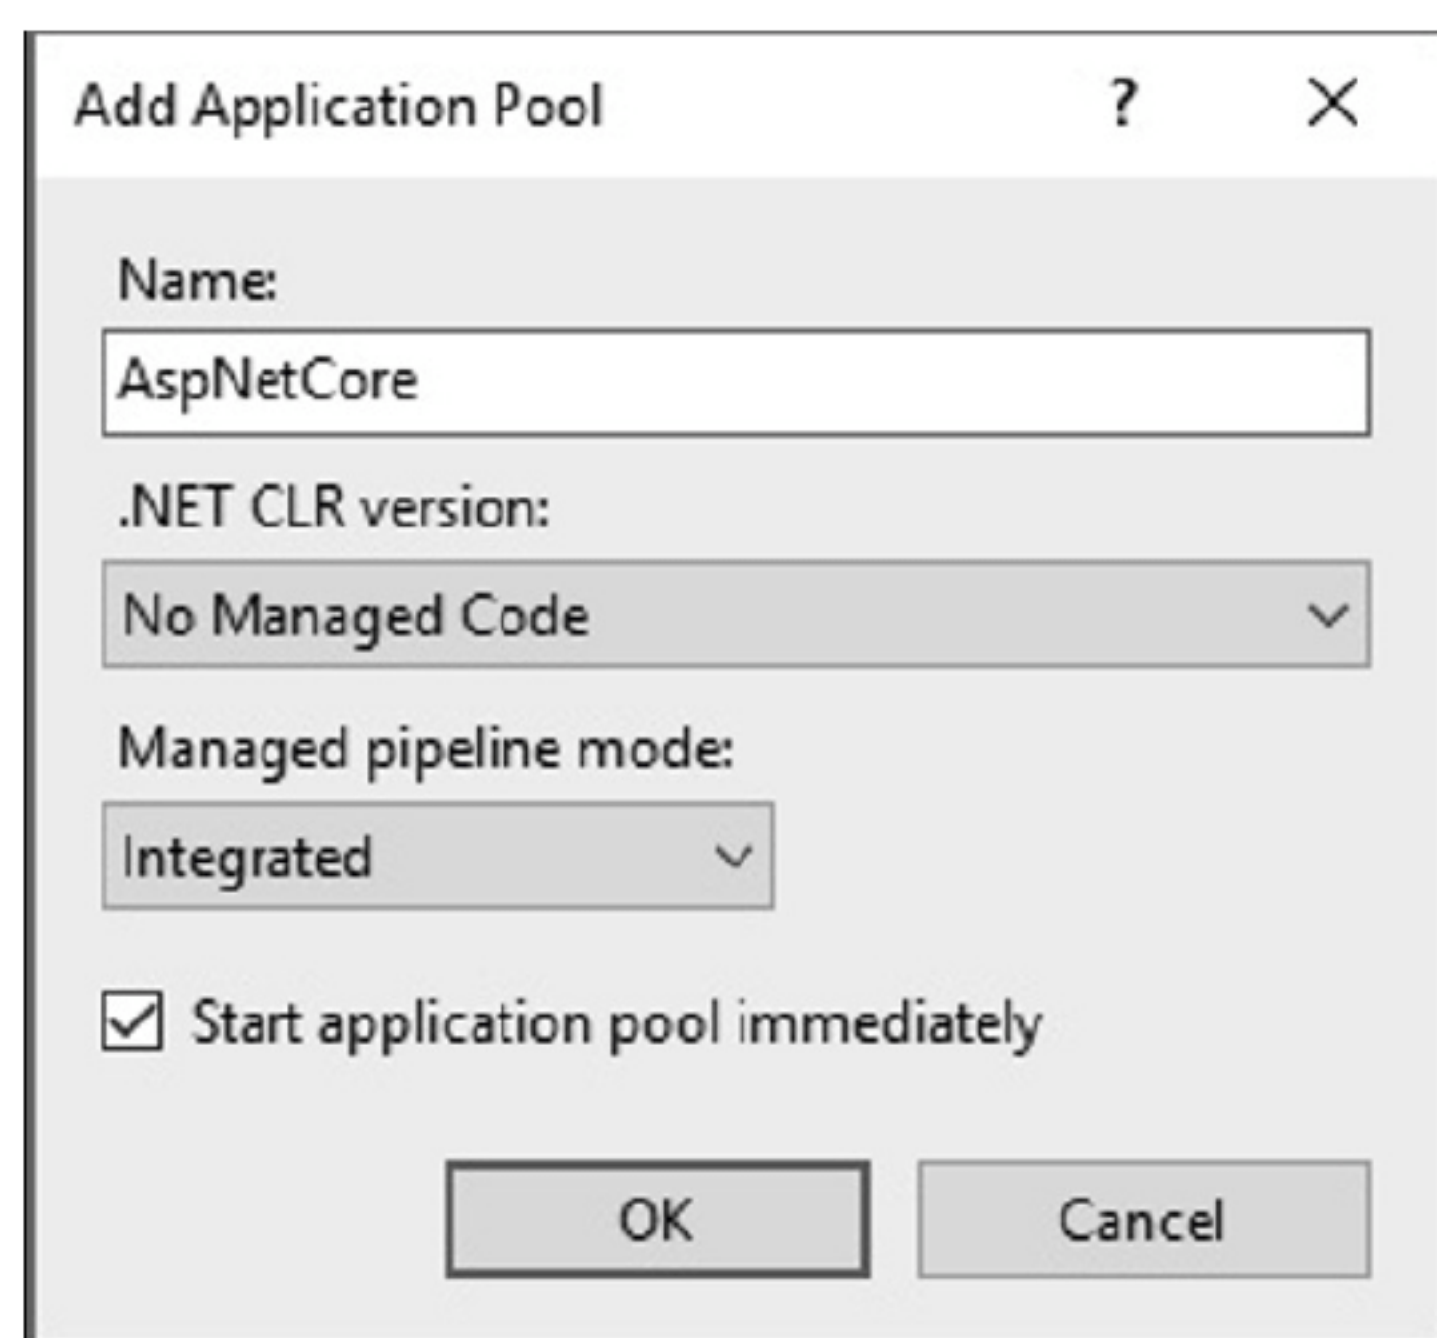 Add Application Pool ?
Name:
AspNetCore
.NET CLR version:
No Managed Code
Managed pipeline mode:
Integrated
Start application pool immediately
OK Cancel